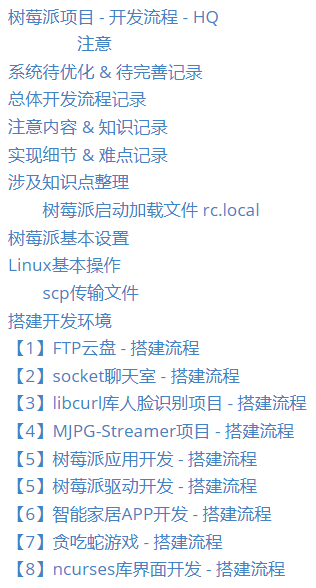 树莓派项目 - 开发流程 - HQ
注意
系统待优化 & 待完善记录
总体开发流程记录
注意内容 & 知识记录
实现细节 & 难点记录
涉及知识点整理
树莓派启动加载文件 rc.local
树莓派基本设置
Linux基本操作
scp传输文件
搭建开发环境
【1】FTP云盘 - 搭建流程
【2】socket聊天室 - 搭建流程
【3】libcurl库人脸识别项目 - 搭建流程
【4】MJPG-Streamer项目 - 搭建流程
【5】树莓派应用开发 - 搭建流程
【5】树莓派驱动开发 - 搭建流程
【6】智能家居APP开发 - 搭建流程
【7】贪吃蛇游戏 - 搭建流程
【8】ncurses库界面开发 - 搭建流程